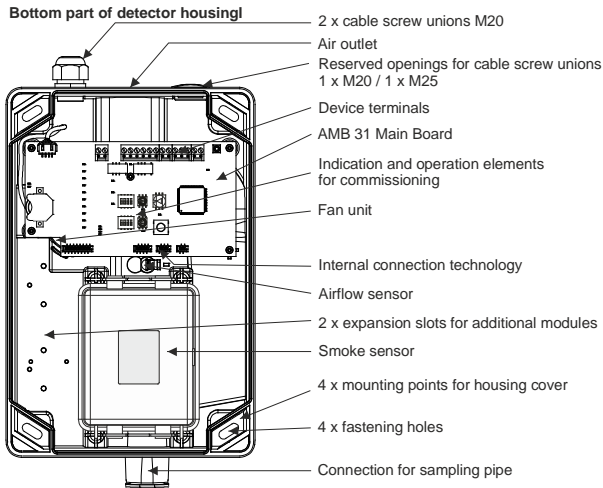 Bottom part of detector housingl
2 x cable screw unions M20
Air outlet
Reserved openings for cable screw unions
1 x M20 / 1 x M25
Device terminals
AMB 31 Main Board
Indication and operation elements
for commissioning
Fan unit
Internal connection technology
Airflow sensor
2 x expansion slots for additional modules
Smoke sensor
4 x mounting points for housing cover
4 x fastening holes
Connection for sampling pipe